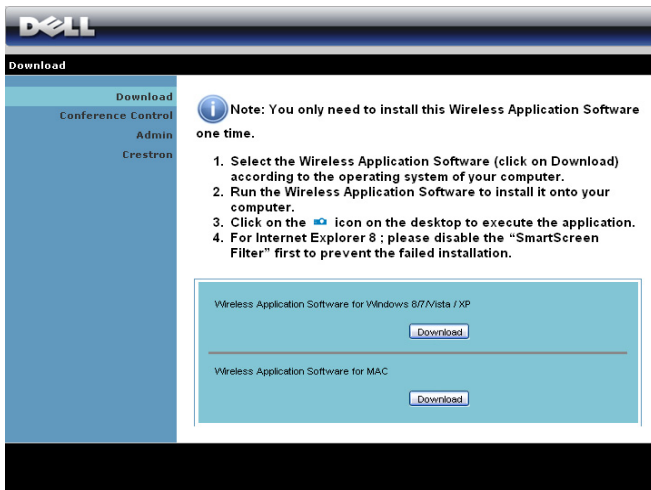 DELL
Download
Download
Conference Control
Admin
Crestron
Note: You only need to install this Wireless Application Software
one time.
1. Select the Wireless Application Software (click on Download)
according to the operating system of your computer.
2. Run the Wireless Application Software to install it onto your
computer.
3. Click on the icon on the desktop to execute the application.
4. For Internet Explorer 8 ; please disable the “SmartScreen
Filter” first to prevent the failed installation.
Wireless Application Software for Windows 8/7/Vista / XP
Download
Wireless Application Software for MAC
Download